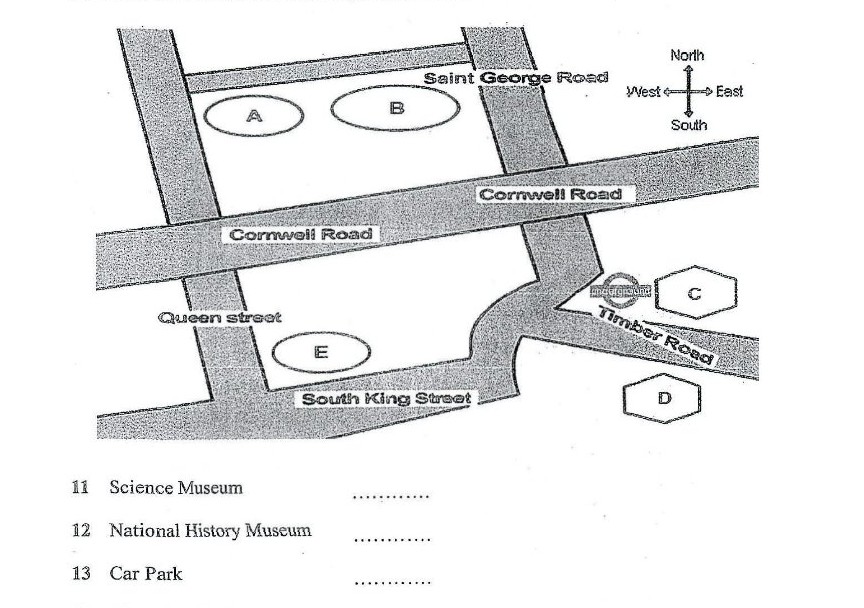 North
Saint George Road
West East
A
B
South
Cornwell Road
Cornwell Road
UNDERGROUND
C
Queen street
Timber Road
E
South King Street
D
11 Science Museum ............
12 National History Museum ............
13 Car Park ............